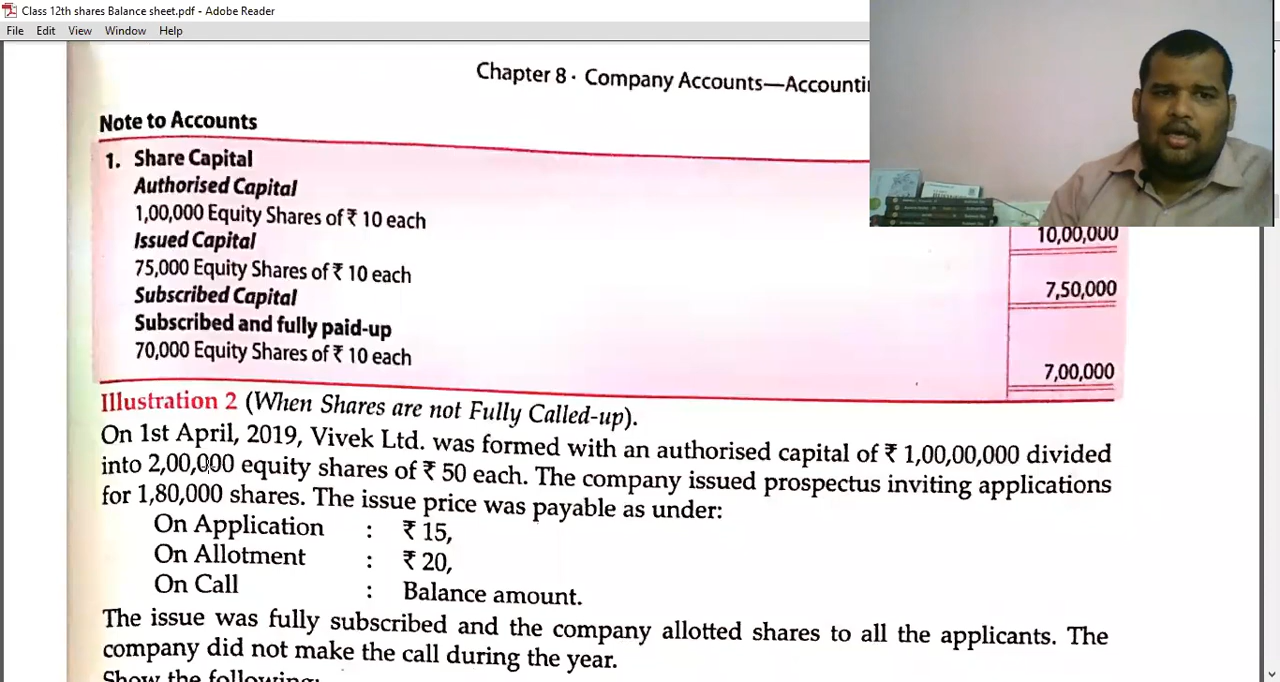 Class 12th shares Balance sheet.pdf - Adobe Reader
File Edit View Window Help
Chapter 8 · Company Accounts—Accounti
Note to Accounts
1. Share Capital
Authorised Capital
1,00,000 Equity Shares of ₹ 10 each
10,00,000
Issued Capital
75,000 Equity Shares of ₹ 10 each
7,50,000
Subscribed Capital
Subscribed and fully paid-up
70,000 Equity Shares of ₹ 10 each
7,00,000
Illustration 2 (When Shares are not Fully Called-up).
On 1st April, 2019, Vivek Ltd. was formed with an authorised capital of ₹ 1,00,00,000 divided
into 2,00,000 equity shares of ₹ 50 each. The company issued prospectus inviting applications
for 1,80,000 shares. The issue price was payable as under:
On Application : ₹ 15,
On Allotment : ₹ 20,
On Call : Balance amount.
The issue was fully subscribed and the company allotted shares to all the applicants. The
company did not make the call during the year.
Show the following: